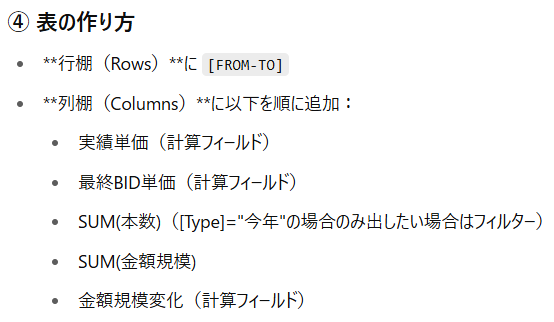 ④ 表の作り方
**行棚（Rows）**に [FROM-TO]
**列棚（Columns）**に以下を順に追加：
実績単価（計算フィールド）
最終BID単価（計算フィールド）
SUM(本数)（[Type]="今年"の場合のみ出したい場合はフィルター）
SUM(金額規模)
金額規模変化（計算フィールド）